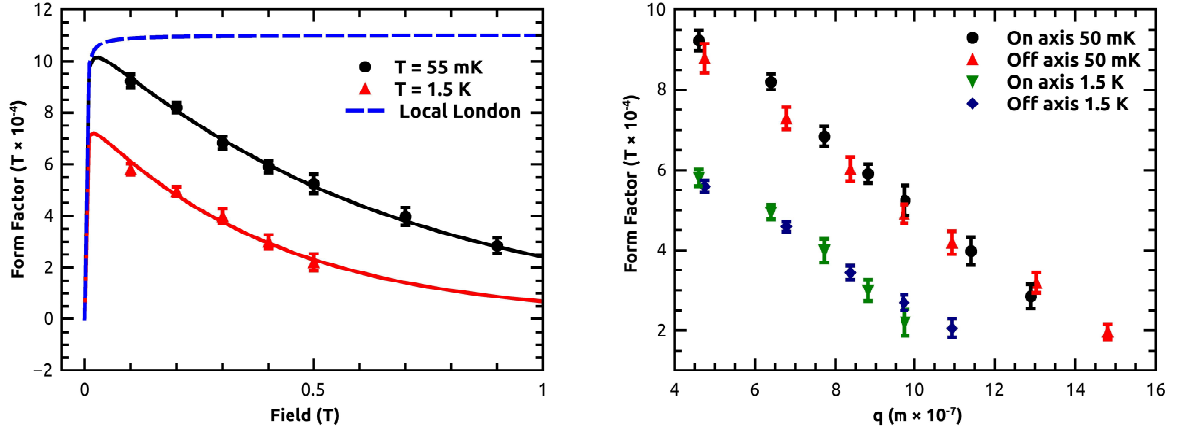 12
10
8
6
4
2
0
−2
0
0.5
1
Form Factor (T × 10⁻⁴)
Field (T)
T = 55 mK
T = 1.5 K
Local London
10
8
6
4
2
4
6
8
10
12
14
16
Form Factor (T × 10⁻⁴)
q (m × 10⁻⁷)
On axis 50 mK
Off axis 50 mK
On axis 1.5 K
Off axis 1.5 K